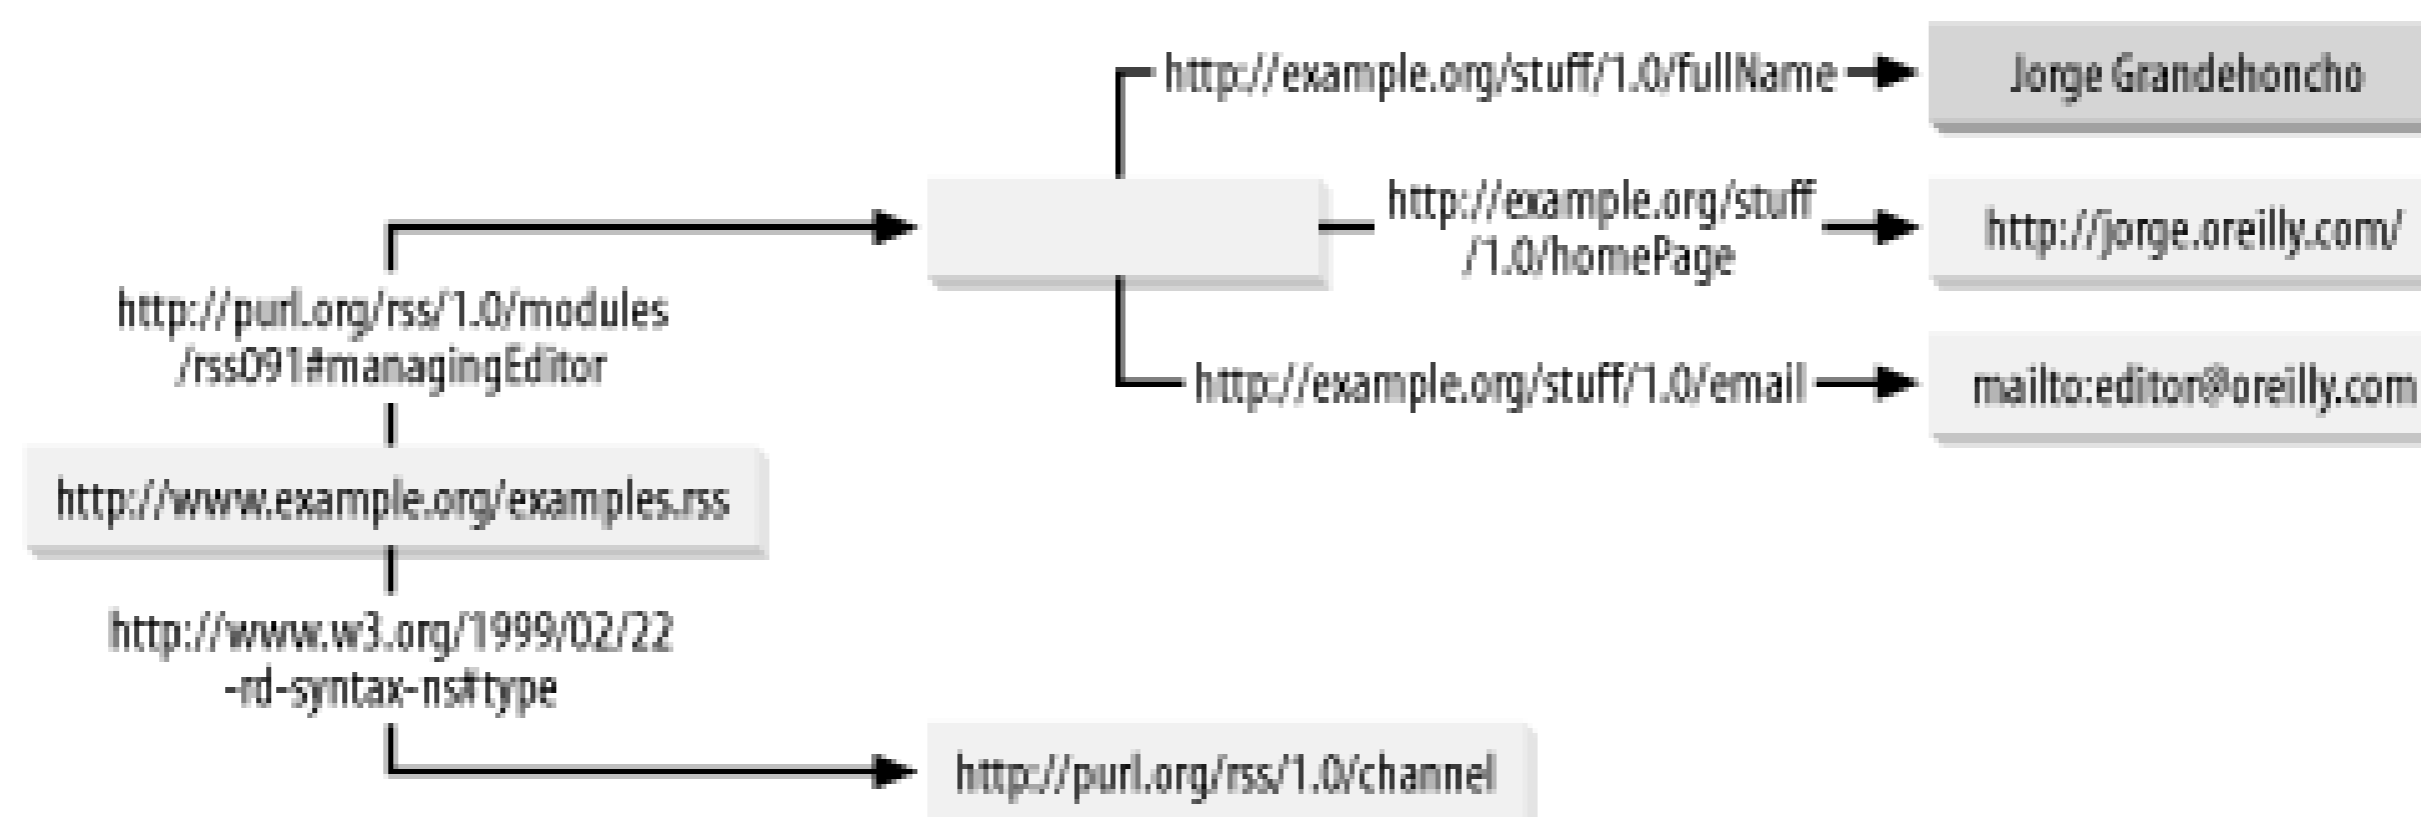 http://example.org/stuff/1.0/fullName
Jorge Grandehoncho
http://example.org/stuff
/1.0/homePage
http://jorge.oreilly.com/
http://purl.org/rss/1.0/modules
/rss091#managingEditor
http://example.org/stuff/1.0/email
mailto:editor@oreilly.com
http://www.example.org/examples.rss
http://www.w3.org/1999/02/22
-rd-syntax-ns#type
http://purl.org/rss/1.0/channel